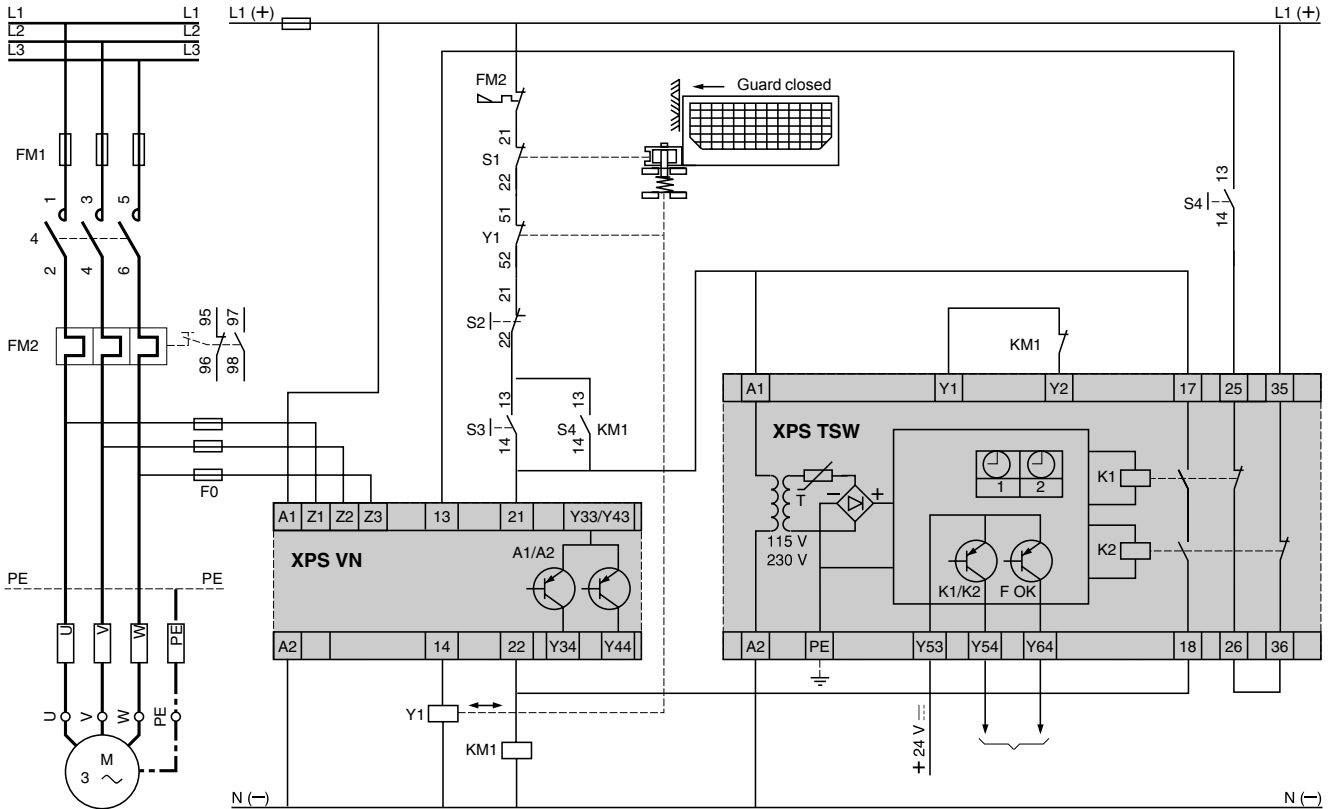 L1 L1 L1 (+) L1 (+)
L2 L2
L3 L3
FM2
Guard closed
21
FM1
S1
22
13
S4
14
1 3 5
51
4
Y1
2 4 6
52
21
95 97
S2
FM2
22
96 98
KM1
13 13
A1 Y1 Y2 17 25 35
S3 S4 KM1
14 14
XPS TSW
F0
1 2
K1
T
− +
A1 Z1 Z2 Z3 13 21 Y33/Y43
115 V
230 V
K2
XPS VN
A1/A2
K1/K2 F OK
PE PE
U V W PE
A2 14 22 Y34 Y44
A2 PE Y53 Y54 Y64 18 26 36
U V W PE
Y1
+ 24 V
KM1
M
3
N (−) N (−)